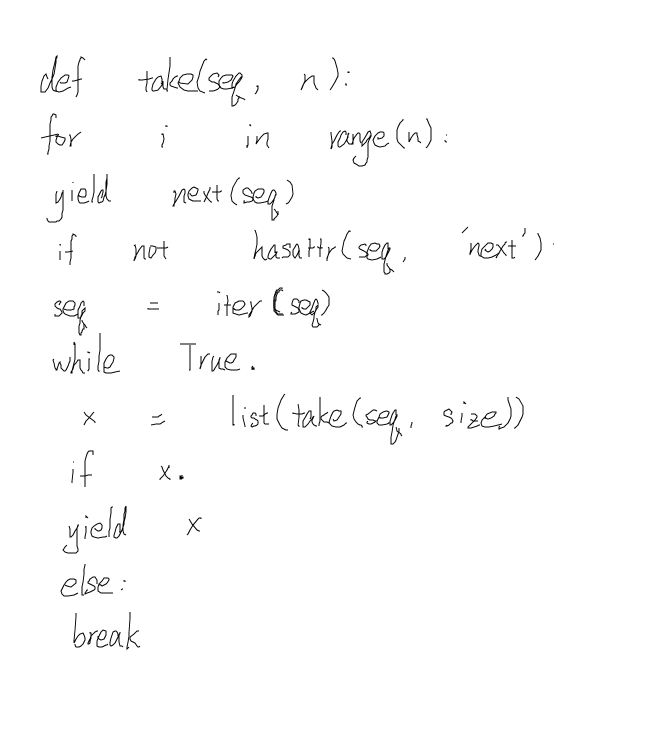 def take(seq, n):
for i in range(n):
yield next(seq)
if not hasattr(seq, 'next').
seq = iter(seq)
while True.
x = list(take(seq, size))
if x.
yield x
else:
break